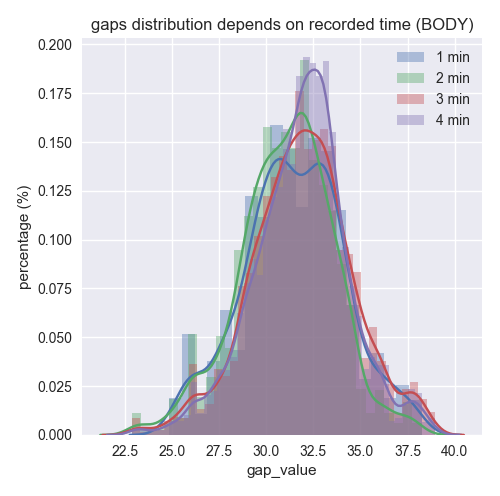 gaps distribution depends on recorded time (BODY)
0.200
0.175
0.150
0.125
0.100
0.075
0.050
0.025
0.000
percentage (%)
1 min
2 min
3 min
4 min
22.5 25.0 27.5 30.0 32.5 35.0 37.5 40.0
gap_value